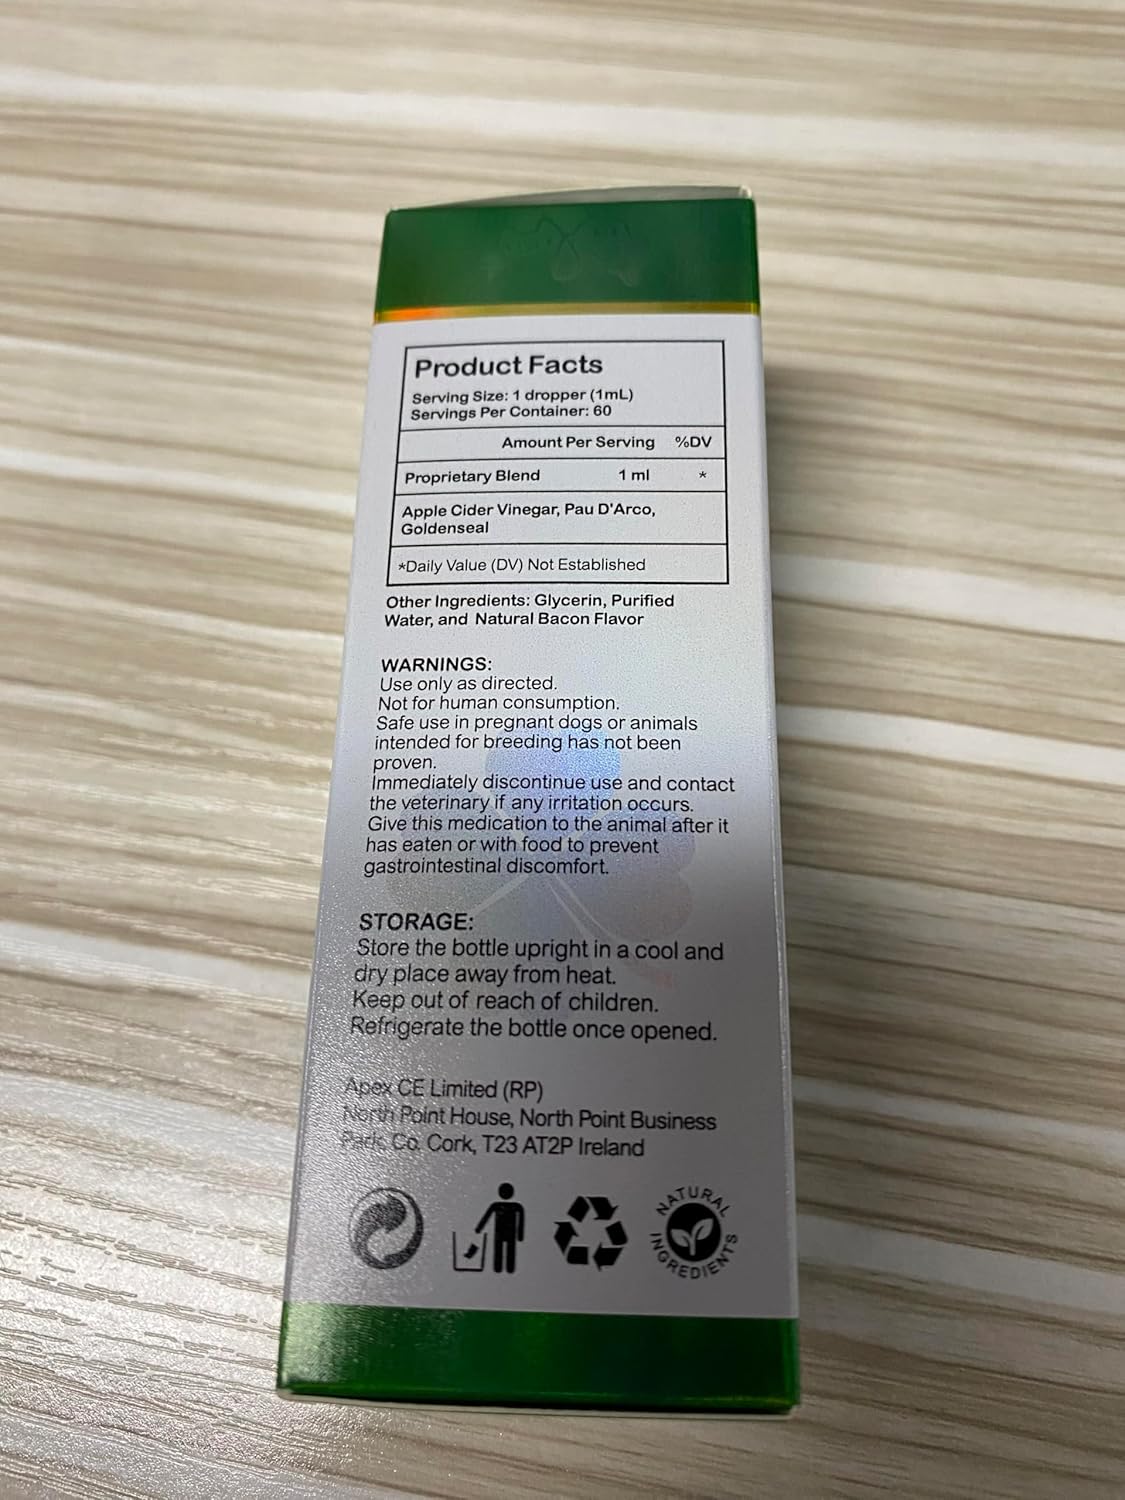 Product Facts
Serving Size: 1 dropper (1mL)
Servings Per Container: 60
Amount Per Serving %DV
Proprietary Blend 1 ml *
Apple Cider Vinegar, Pau D'Arco,
Goldenseal
*Daily Value (DV) Not Established
Other Ingredients: Glycerin, Purified
Water, and Natural Bacon Flavor
WARNINGS:
Use only as directed.
Not for human consumption.
Safe use in pregnant dogs or animals
intended for breeding has not been
proven.
Immediately discontinue use and contact
the veterinary if any irritation occurs.
Give this medication to the animal after it
has eaten or with food to prevent
gastrointestinal discomfort.
STORAGE:
Store the bottle upright in a cool and
dry place away from heat.
Keep out of reach of children.
Refrigerate the bottle once opened.
Apex CE Limited (RP)
North Point House, North Point Business
Park, Co. Cork, T23 AT2P Ireland
NATURAL
INGREDIENTS